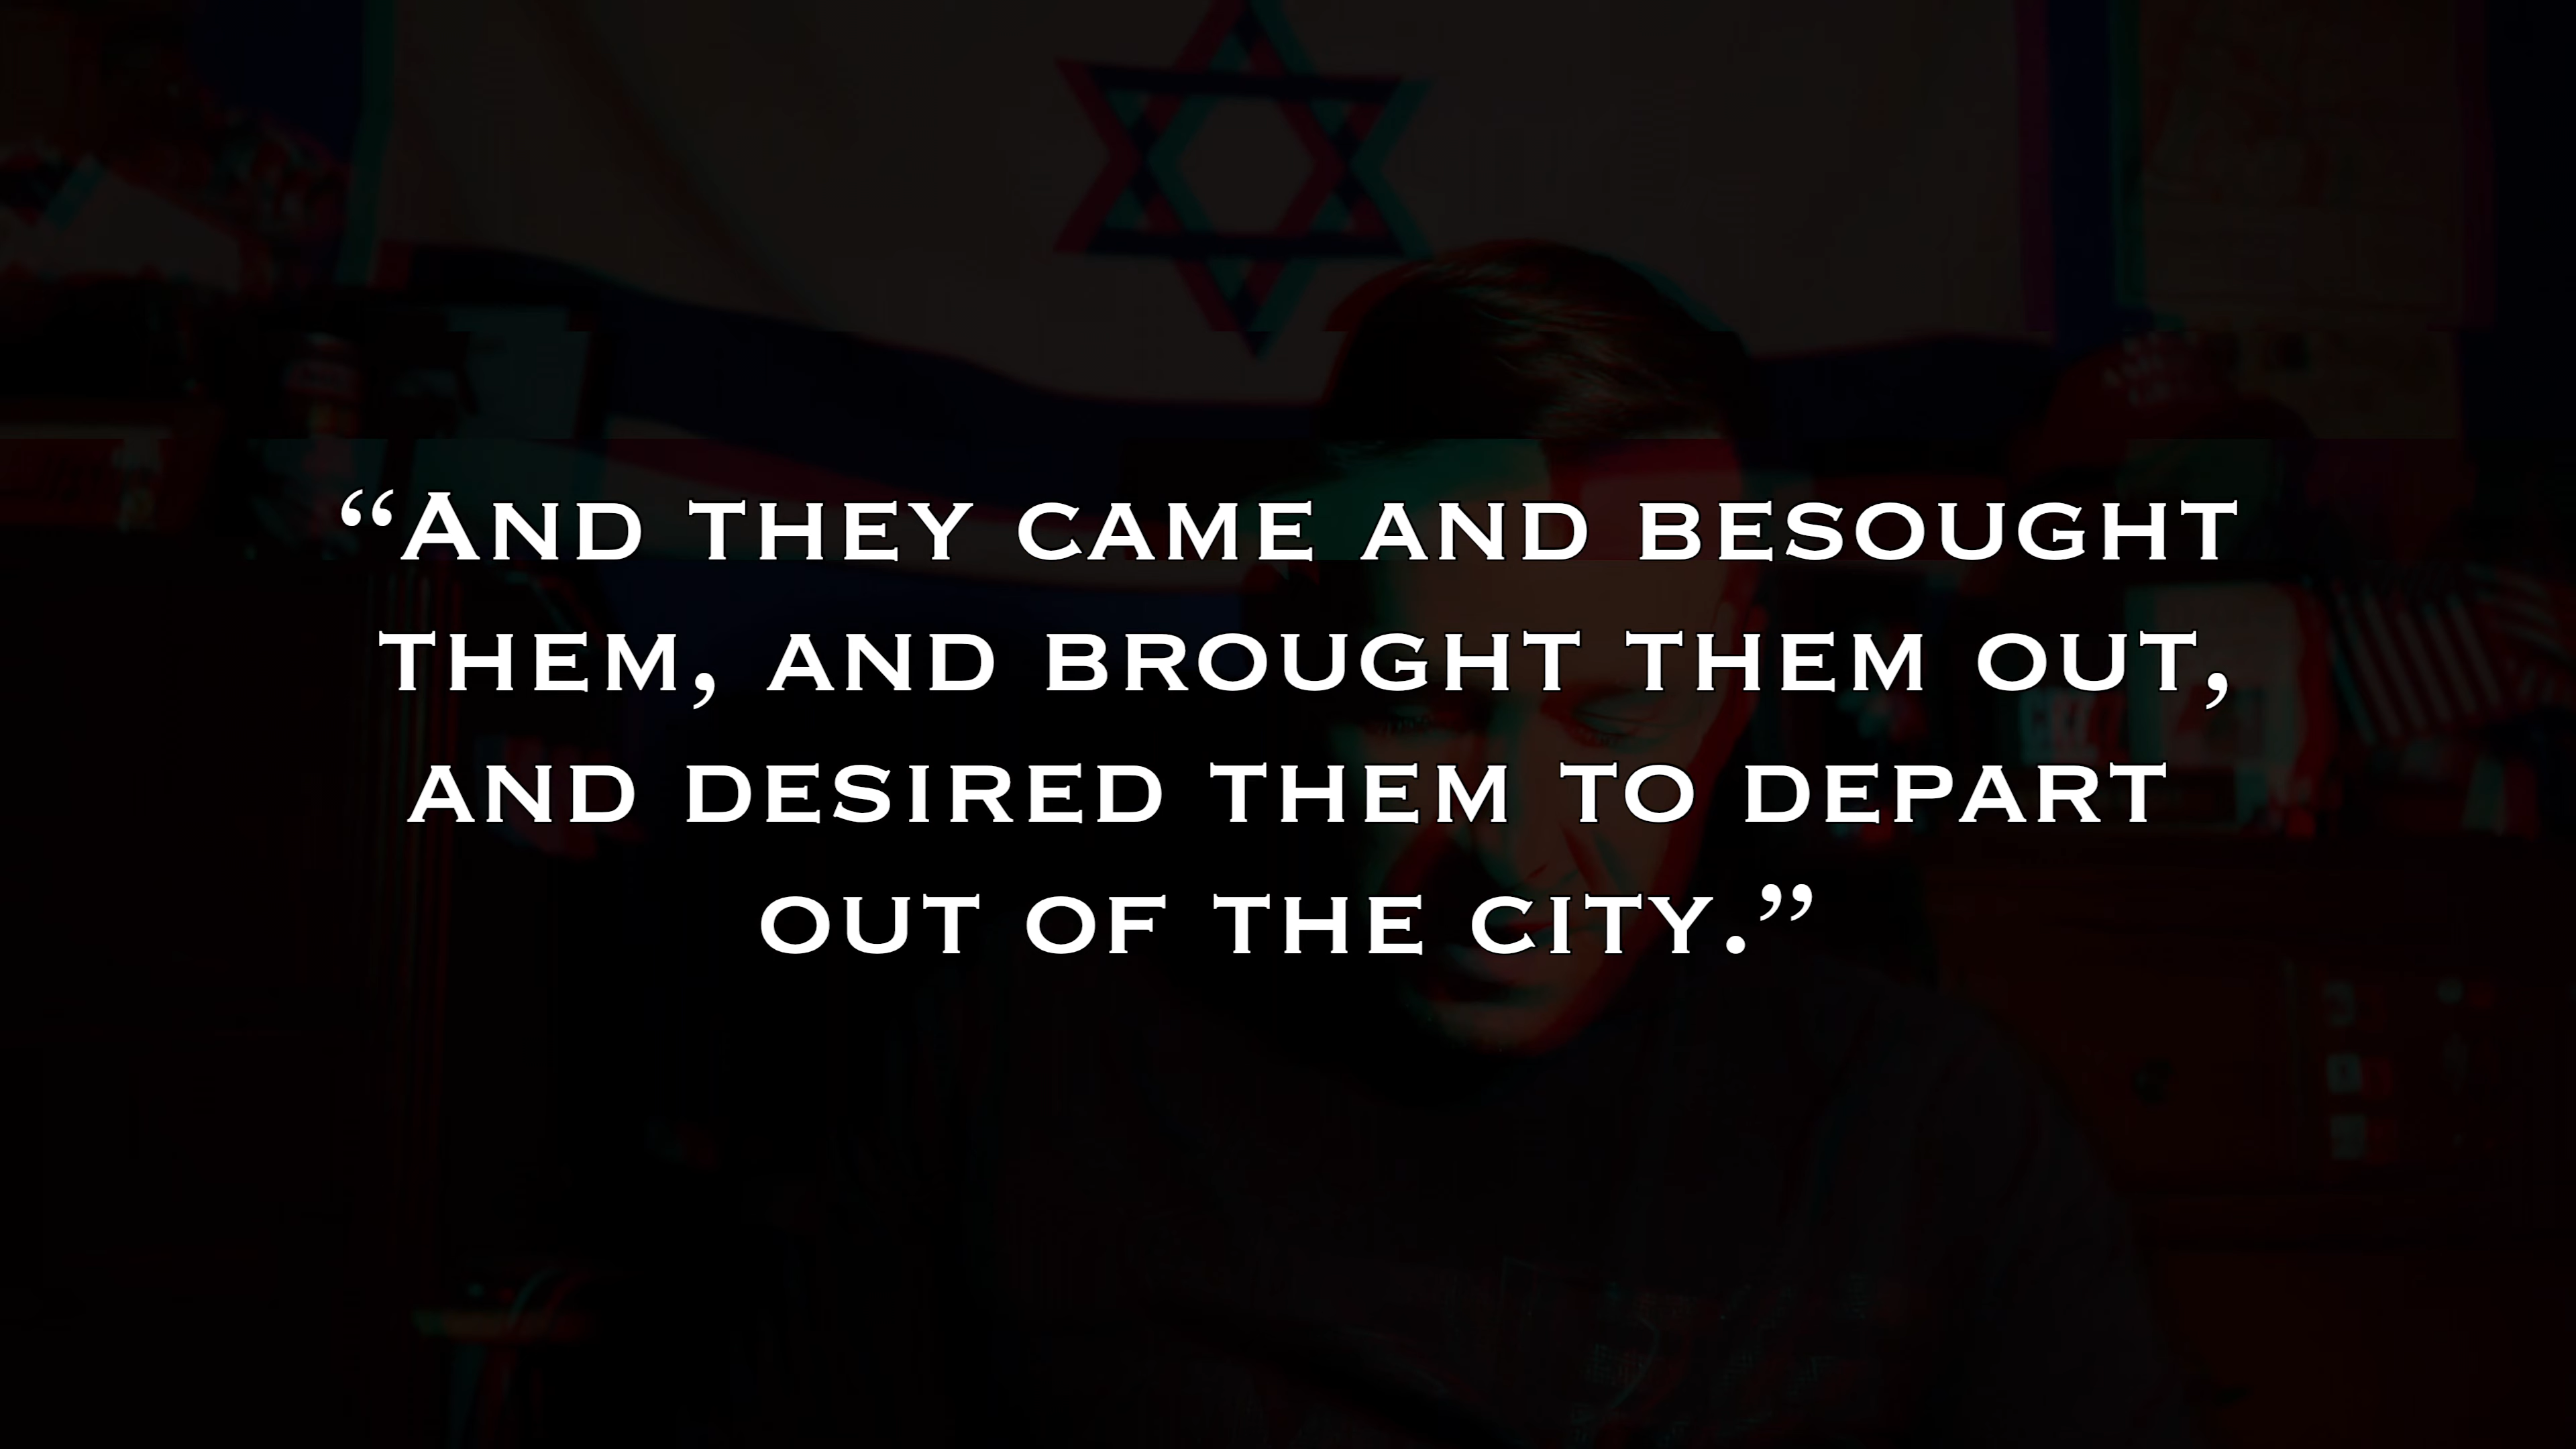 “And they came and besought
them, and brought them out,
and desired them to depart
out of the city.”